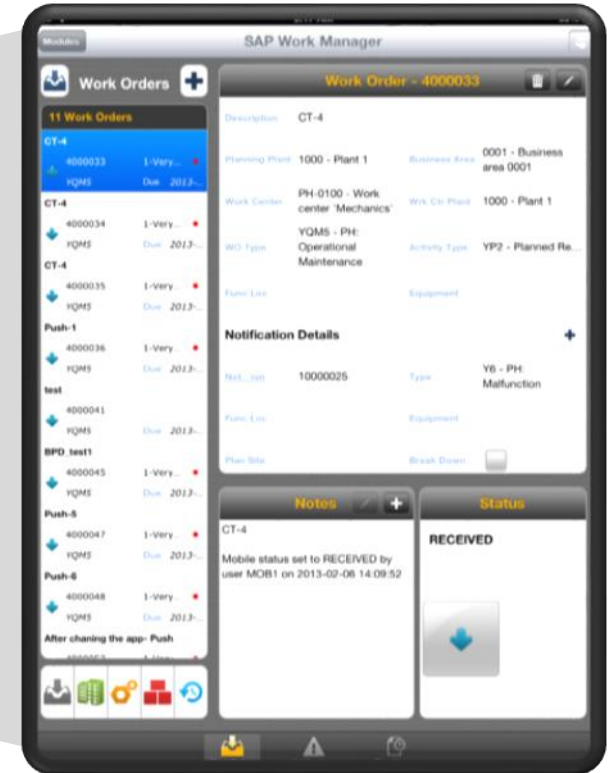 Modules
SAP Work Manager
Work Orders
11 Work Orders
CT-4
4000033 1-Very... 
YQM5 Due 2013-...
CT-4
4000034 1-Very...
YQM5 Due 2013-...
CT-4
4000035 1-Very...
YQM5 Due 2013-...
Push-1
4000036 1-Very...
YQM5 Due 2013-...
test
4000041
YQM5 Due 2013-...
BPD_test1
4000045 1-Very...
YQM5 Due 2013-...
Push-5
4000047 1-Very...
YQM5 Due 2013-...
Push-6
4000048 1-Very...
YQM5 Due 2013-...
After chaning the app- Push
Work Order - 4000033
Description CT-4
Planning Plant 1000 - Plant 1 Business Area 0001 - Business
area 0001
Work Center PH-0100 - Work
center 'Mechanics' Wrk Ctr Plant 1000 - Plant 1
WO Type YQM5 - PH:
Operational
Maintenance Activity Type YP2 - Planned Re...
Func Loc Equipment
Notification Details
Not...ion 10000025 Type Y6 - PH:
Malfunction
Func Loc Equipment
Break Down
Notes
CT-4
Mobile status set to RECEIVED by
user MOB1 on 2013-02-06 14:09:52
Status
RECEIVED